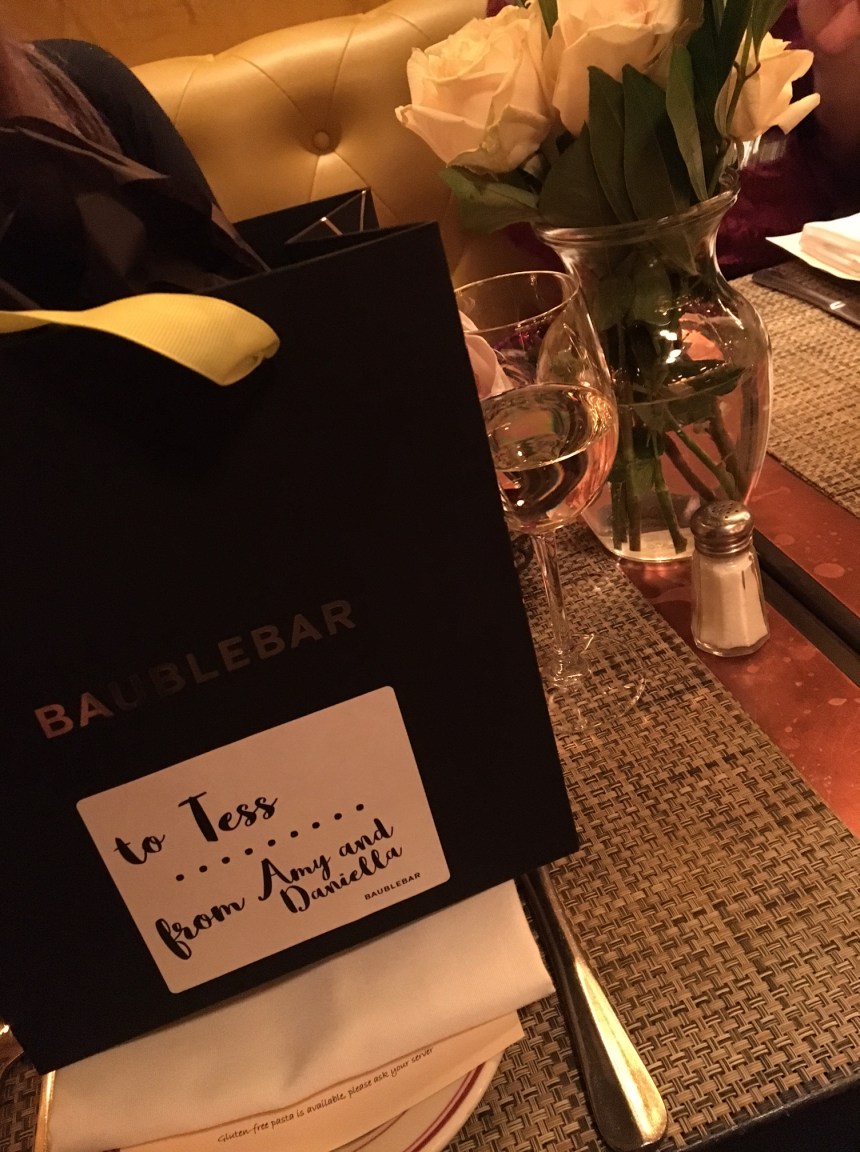 BAUBLEBAR
to Tess
from Amy and
Daniella
BAUBLEBAR
Gluten-free pasta is available, please ask your server